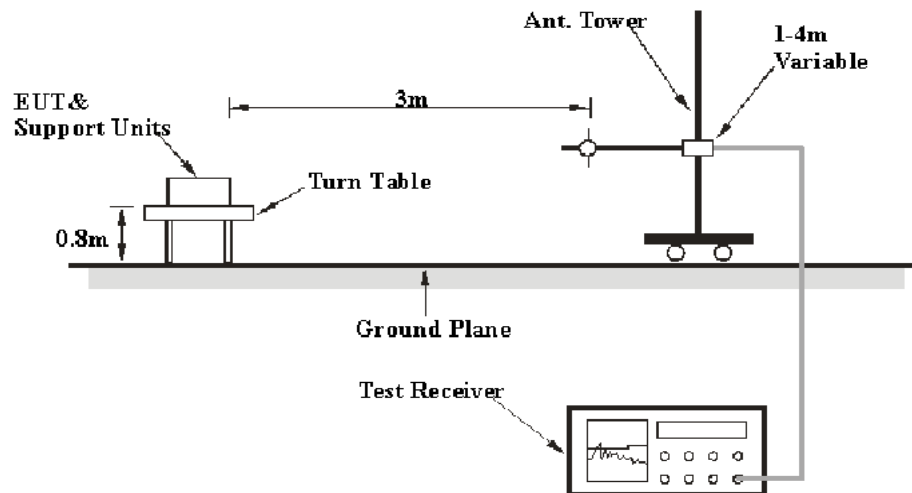 Ant. Tower
1-4m
Variable
EUT&
Support Units
3m
Turn Table
0.8m
Ground Plane
Test Receiver